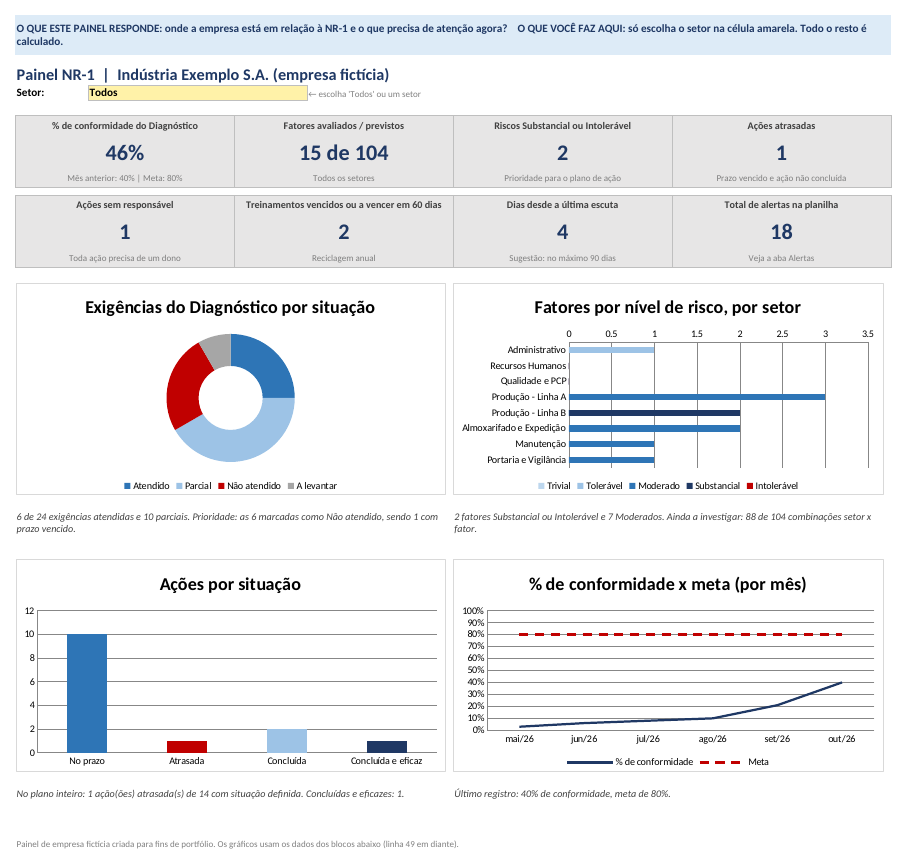 O QUE ESTE PAINEL RESPONDE: onde a empresa está em relação à NR-1 e o que precisa de atenção agora?    O QUE VOCÊ FAZ AQUI: só escolha o setor na célula amarela. Todo o resto é
calculado.
Painel NR-1 | Indústria Exemplo S.A. (empresa fictícia)
Setor: Todos ← escolha 'Todos' ou um setor
% de conformidade do Diagnóstico
46%
Mês anterior: 40% | Meta: 80%
Fatores avaliados / previstos
15 de 104
Todos os setores
Riscos Substancial ou Intolerável
2
Prioridade para o plano de ação
Ações atrasadas
1
Prazo vencido e ação não concluída
Ações sem responsável
1
Toda ação precisa de um dono
Treinamentos vencidos ou a vencer em 60 dias
2
Reciclagem anual
Dias desde a última escuta
4
Sugestão: no máximo 90 dias
Total de alertas na planilha
18
Veja a aba Alertas
Exigências do Diagnóstico por situação
Atendido Parcial Não atendido A levantar
6 de 24 exigências atendidas e 10 parciais. Prioridade: as 6 marcadas como Não atendido, sendo 1 com
prazo vencido.
Fatores por nível de risco, por setor
0 0.5 1 1.5 2 2.5 3 3.5
Administrativo
Recursos Humanos
Qualidade e PCP
Produção - Linha A
Produção - Linha B
Almoxarifado e Expedição
Manutenção
Portaria e Vigilância
Trivial Tolerável Moderado Substancial Intolerável
2 fatores Substancial ou Intolerável e 7 Moderados. Ainda a investigar: 88 de 104 combinações setor x
fator.
Ações por situação
12
10
8
6
4
2
0
No prazo Atrasada Concluída Concluída e eficaz
No plano inteiro: 1 ação(ões) atrasada(s) de 14 com situação definida. Concluídas e eficazes: 1.
% de conformidade x meta (por mês)
100%
90%
80%
70%
60%
50%
40%
30%
20%
10%
0%
mai/26 jun/26 jul/26 ago/26 set/26 out/26
% de conformidade Meta
Último registro: 40% de conformidade, meta de 80%.
Painel de empresa fictícia criada para fins de portfólio. Os gráficos usam os dados dos blocos abaixo (linha 49 em diante).